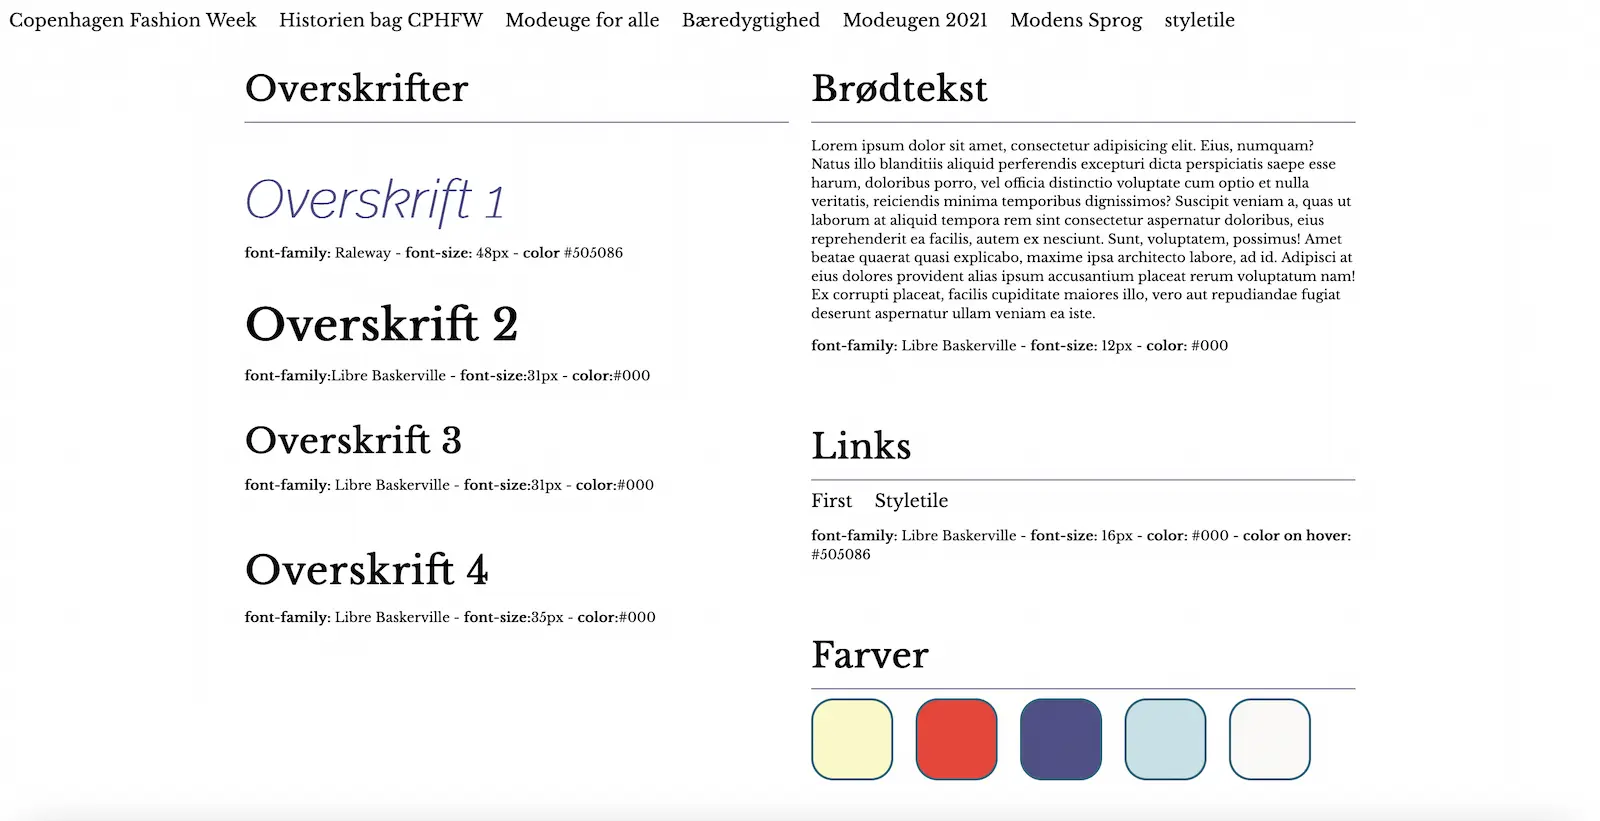 Copenhagen Fashion Week Historien bag CPHFW Modeuge for alle Bæredygtighed Modeugen 2021 Modens Sprog styletile
Overskrifter
Overskrift 1
font-family: Raleway - font-size: 48px - color #505086
Overskrift 2
font-family:Libre Baskerville - font-size:31px - color:#000
Overskrift 3
font-family: Libre Baskerville - font-size:31px - color:#000
Overskrift 4
font-family: Libre Baskerville - font-size:35px - color:#000
Brødtekst
Lorem ipsum dolor sit amet, consectetur adipisicing elit. Eius, numquam?
Natus illo blanditiis aliquid perferendis excepturi dicta perspiciatis saepe esse
harum, doloribus porro, vel officia distinctio voluptate cum optio et nulla
veritatis, reiciendis minima temporibus dignissimos? Suscipit veniam a, quas ut
laborum at aliquid tempora rem sint consectetur aspernatur doloribus, eius
reprehenderit ea facilis, autem ex nesciunt. Sunt, voluptatem, possimus! Amet
beatae quaerat quasi explicabo, maxime ipsa architecto labore, ad id. Adipisci at
eius dolores provident alias ipsum accusantium placeat rerum voluptatum nam!
Ex corrupti placeat, facilis cupiditate maiores illo, vero aut repudiandae fugiat
deserunt aspernatur ullam veniam ea iste.
font-family: Libre Baskerville - font-size: 12px - color: #000
Links
First Styletile
font-family: Libre Baskerville - font-size: 16px - color: #000 - color on hover:
#505086
Farver